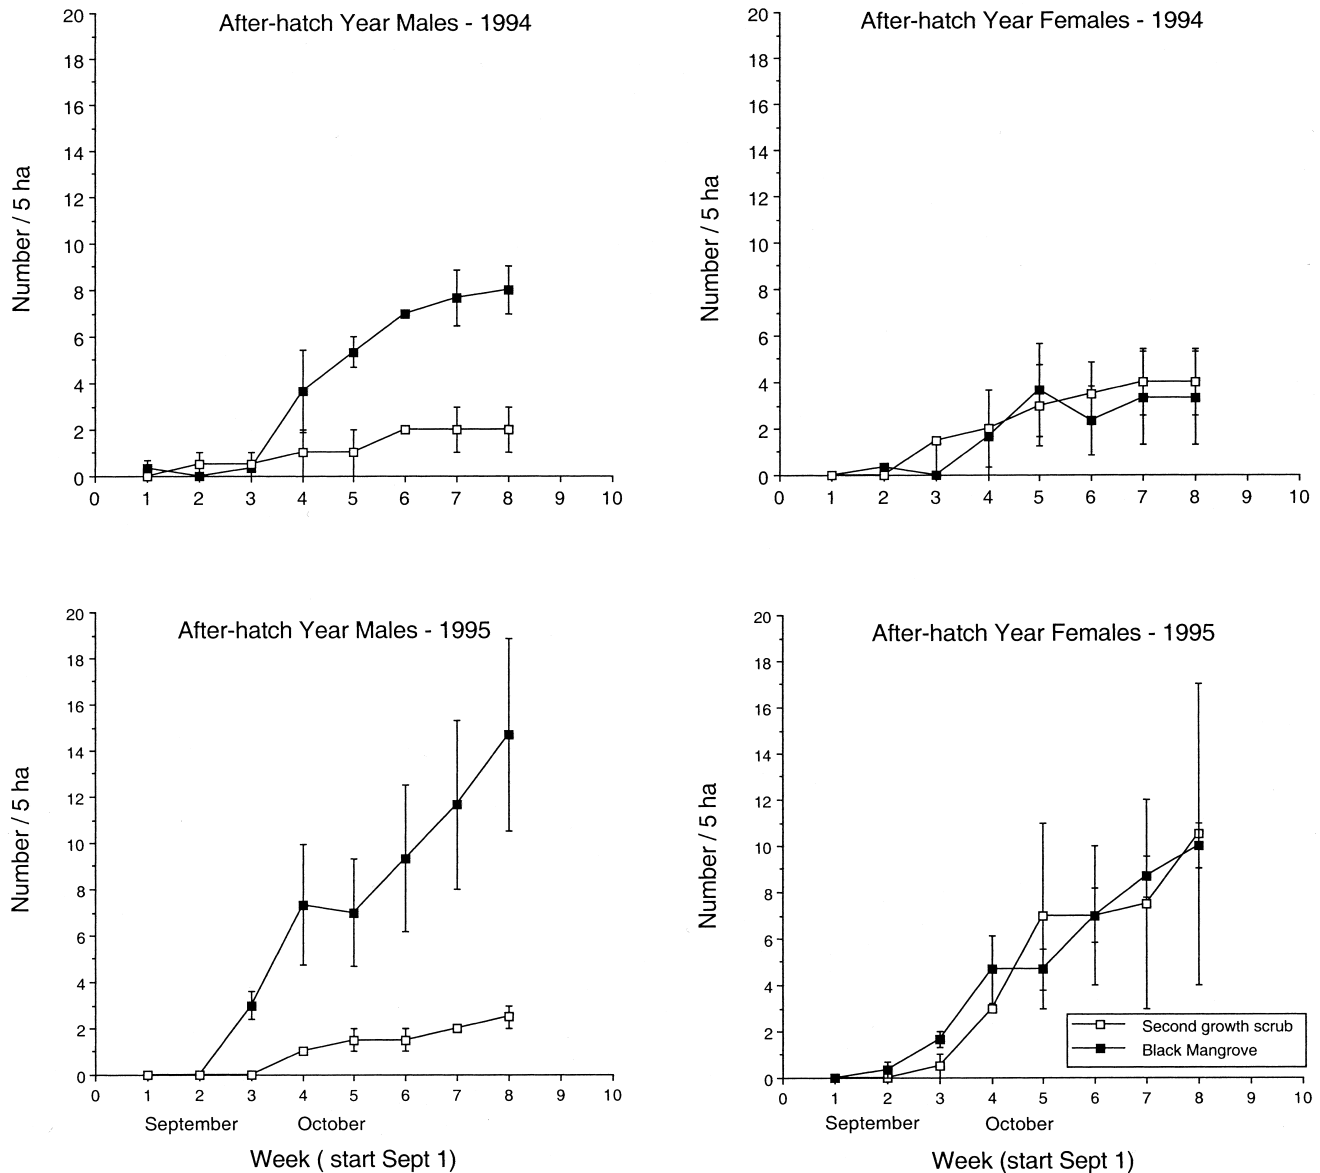 After-hatch Year Males - 1994
Number / 5 ha
20
18
16
14
12
10
8
6
4
2
0
0 1 2 3 4 5 6 7 8 9 10
After-hatch Year Females - 1994
Number / 5 ha
20
18
16
14
12
10
8
6
4
2
0
0 1 2 3 4 5 6 7 8 9 10
After-hatch Year Males - 1995
Number / 5 ha
20
18
16
14
12
10
8
6
4
2
0
0 1 2 3 4 5 6 7 8 9 10
September October
Week ( start Sept 1)
After-hatch Year Females - 1995
Number / 5 ha
20
18
16
14
12
10
8
6
4
2
0
Second growth scrub
Black Mangrove
0 1 2 3 4 5 6 7 8 9 10
September October
Week (start Sept 1)